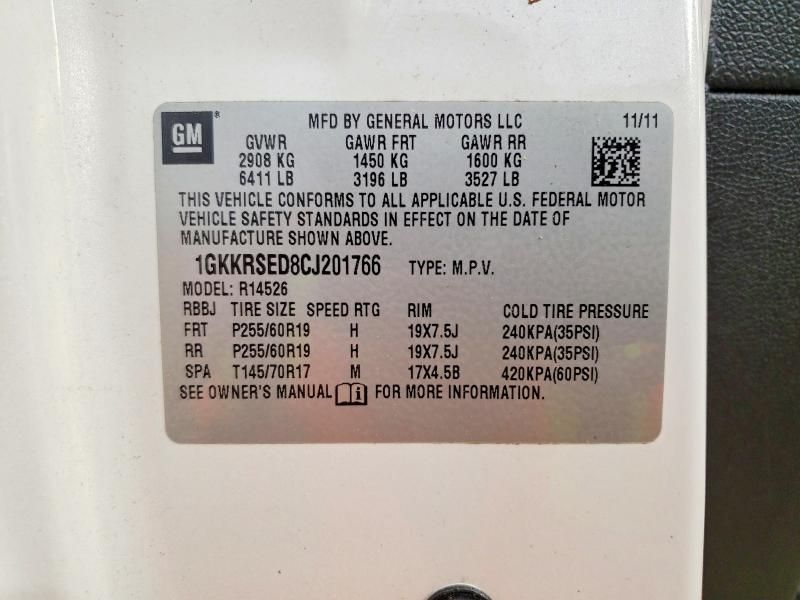 GM ® MFD BY GENERAL MOTORS LLC 11/11
GVWR GAWR FRT GAWR RR
2908 KG 1450 KG 1600 KG
6411 LB 3196 LB 3527 LB
THIS VEHICLE CONFORMS TO ALL APPLICABLE U.S. FEDERAL MOTOR
VEHICLE SAFETY STANDARDS IN EFFECT ON THE DATE OF
MANUFACTURE SHOWN ABOVE.
1GKKRSED8CJ201766 TYPE: M.P.V.
MODEL: R14526
RBBJ TIRE SIZE SPEED RTG RIM COLD TIRE PRESSURE
FRT P255/60R19 H 19X7.5J 240KPA(35PSI)
RR P255/60R19 H 19X7.5J 240KPA(35PSI)
SPA T145/70R17 M 17X4.5B 420KPA(60PSI)
SEE OWNER'S MANUAL i FOR MORE INFORMATION.